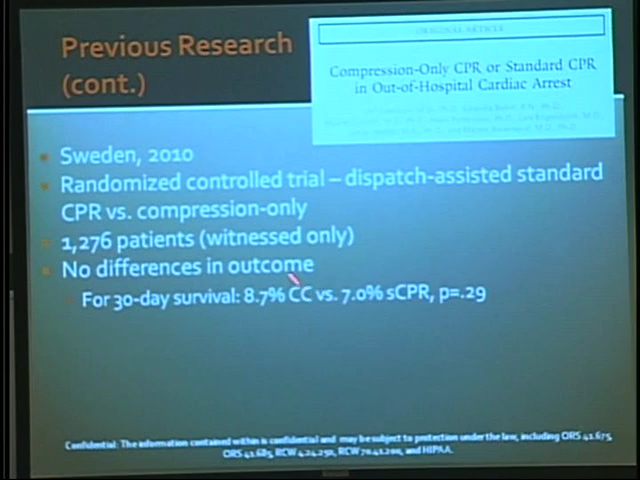 Previous Research
(cont.)
ORIGINAL ARTICLE
Compression-Only CPR or Standard CPR
in Out-of-Hospital Cardiac Arrest
Sweden, 2010
Randomized controlled trial – dispatch-assisted standard
CPR vs. compression-only
1,276 patients (witnessed only)
No differences in outcome
For 30-day survival: 8.7% CC vs. 7.0% sCPR, p=.29
Confidential: The information contained within is confidential and may be subject to protection under the law, including ORS 41.675,
ORS 41.685, RCW 4.24.250, RCW 70.41.200, and HIPAA.